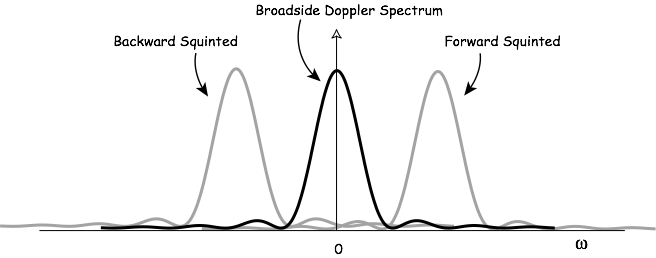 Broadside Doppler Spectrum
Backward Squinted
Forward Squinted
0
ω